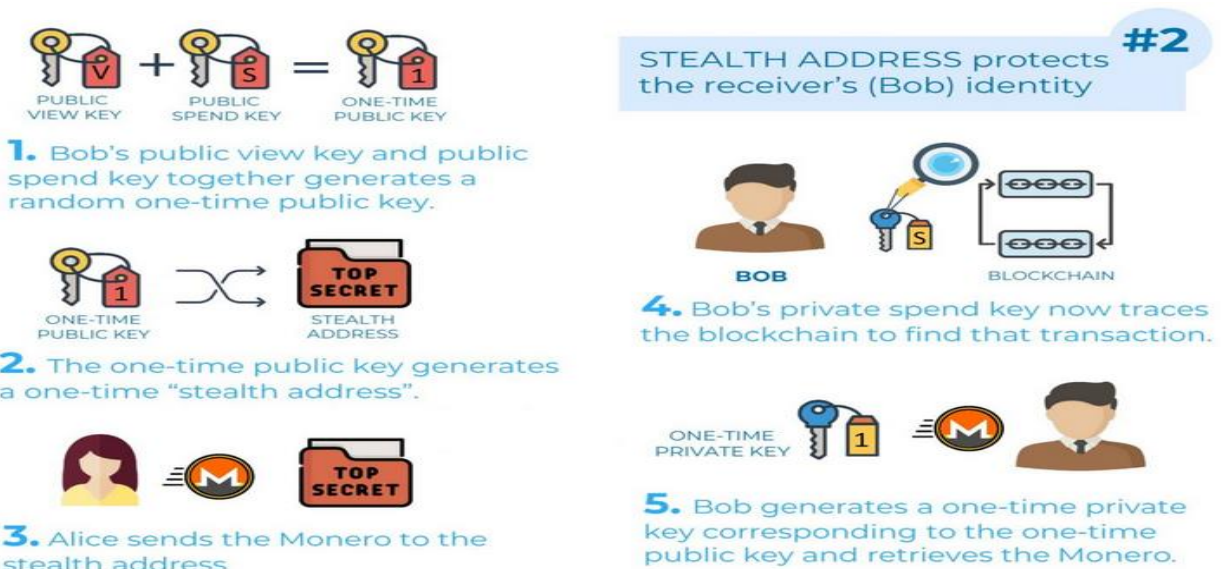 V
S
1
PUBLIC
VIEW KEY
PUBLIC
SPEND KEY
ONE-TIME
PUBLIC KEY
1. Bob's public view key and public
spend key together generates a
random one-time public key.
1
TOP
SECRET
ONE-TIME
PUBLIC KEY
STEALTH
ADDRESS
2. The one-time public key generates
a one-time “stealth address”.
TOP
SECRET
3. Alice sends the Monero to the
stealth address
#2
STEALTH ADDRESS protects
the receiver's (Bob) identity
S
BOB
BLOCKCHAIN
4. Bob's private spend key now traces
the blockchain to find that transaction.
ONE-TIME
PRIVATE KEY
1
5. Bob generates a one-time private
key corresponding to the one-time
public key and retrieves the Monero.